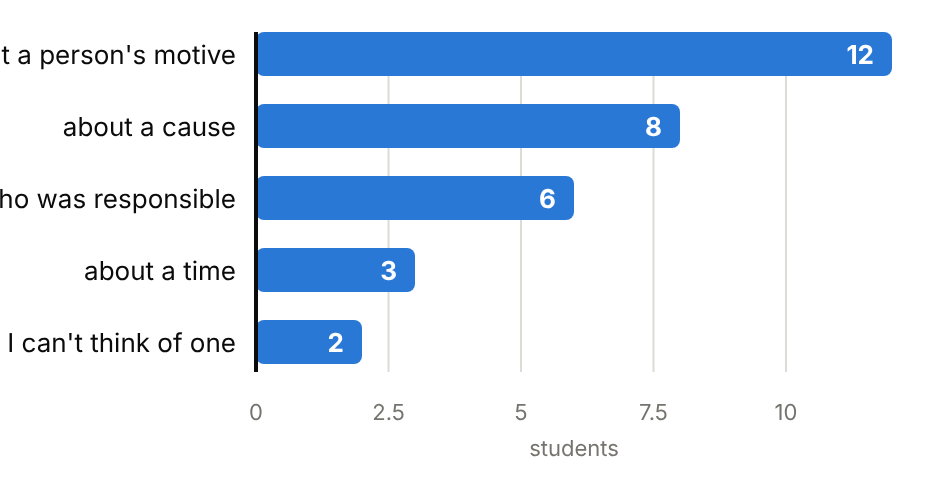 t a person's motive 12
about a cause 8
ho was responsible 6
about a time 3
I can't think of one 2
0 2.5 5 7.5 10
students